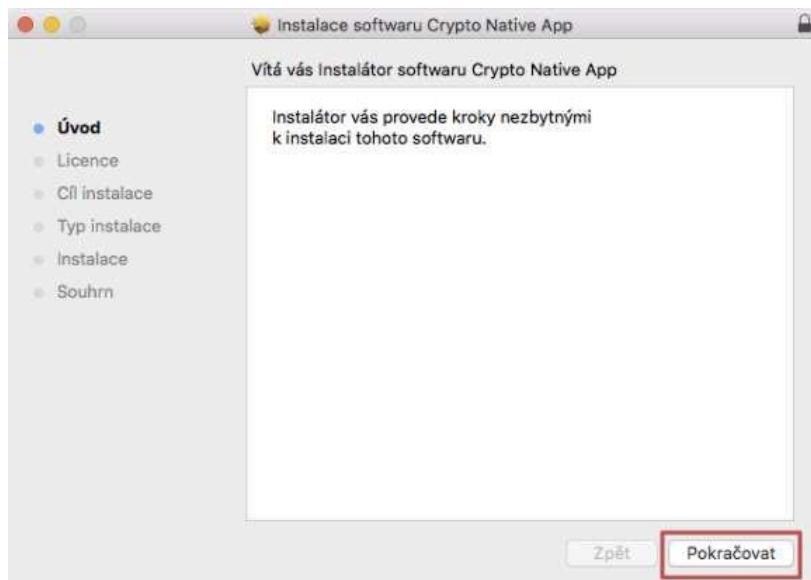 Instalace softwaru Crypto Native App
Vítá vás Instalátor softwaru Crypto Native App
Úvod
Licence
Cíl instalace
Typ instalace
Instalace
Souhrn
Instalátor vás provede kroky nezbytnými
k instalaci tohoto softwaru.
Zpět
Pokračovat